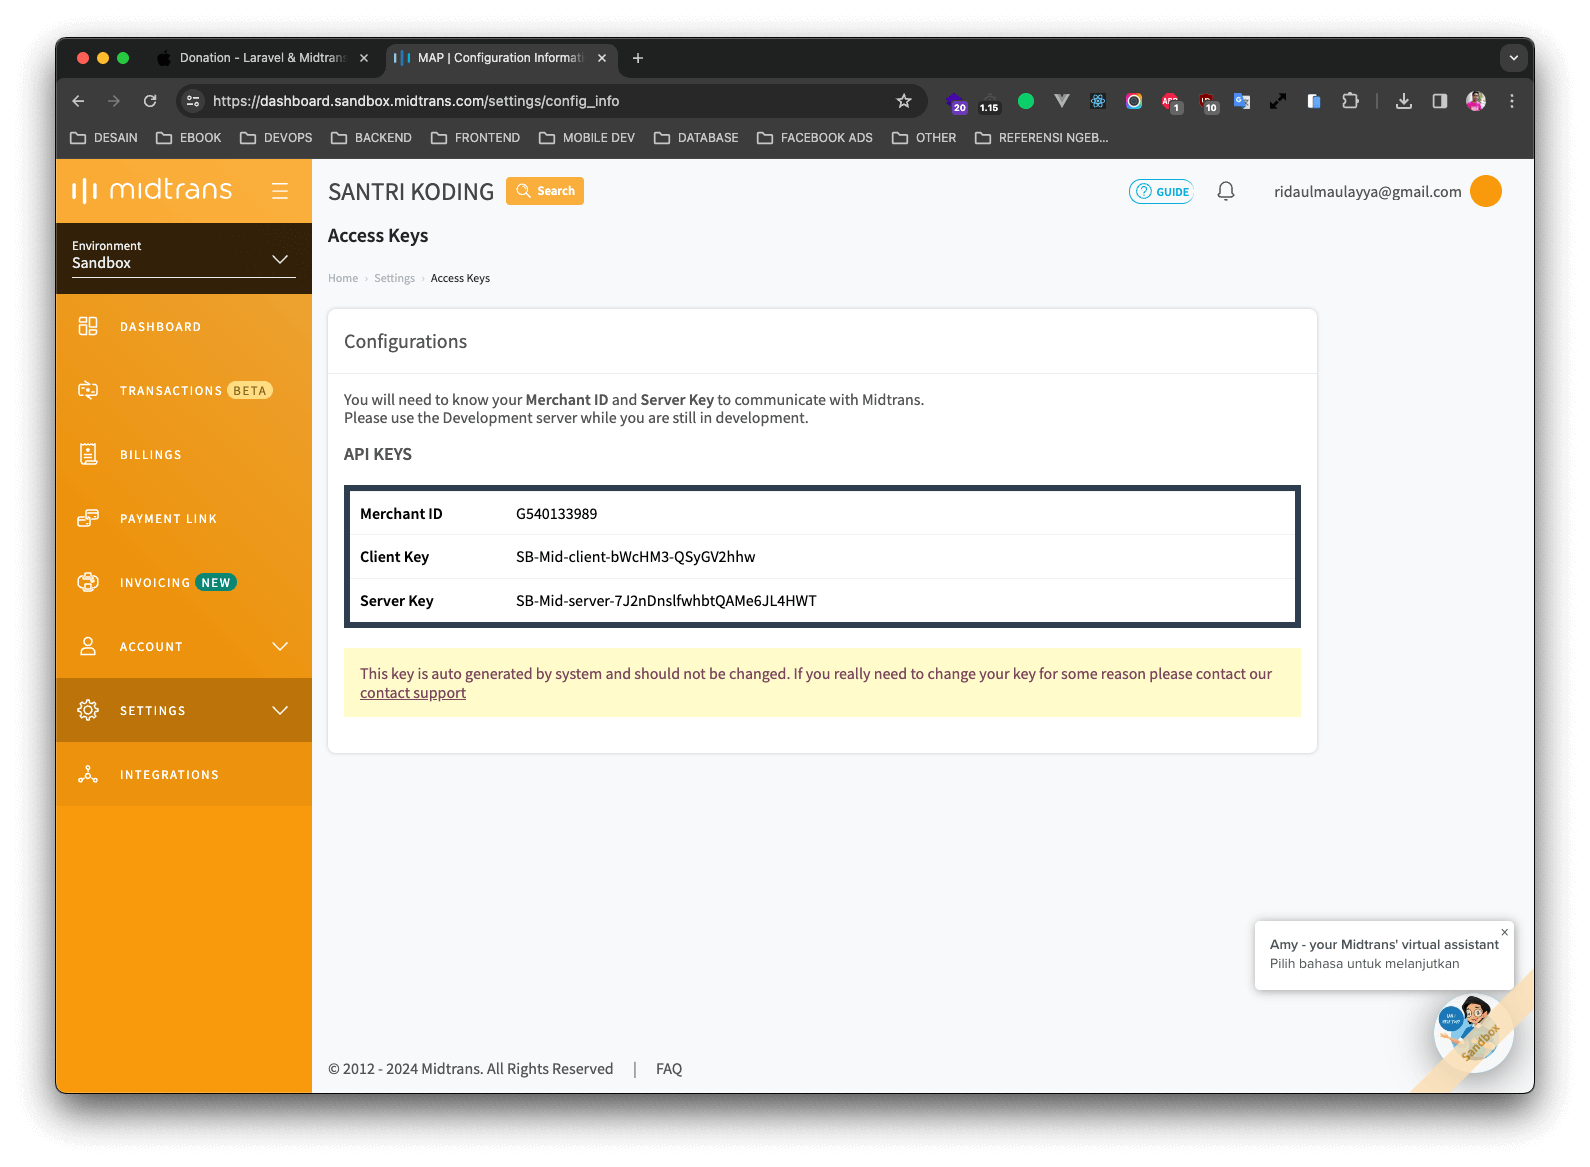 Donation - Laravel & Midtrans
MAP | Configuration Informati
https://dashboard.sandbox.midtrans.com/settings/config_info
20
1.15
1
10
DESAIN
EBOOK
DEVOPS
BACKEND
FRONTEND
MOBILE DEV
DATABASE
FACEBOOK ADS
OTHER
REFERENSI NGEB...
midtrans
SANTRI KODING
Search
GUIDE
ridaulmaulayya@gmail.com
Environment
Sandbox
Access Keys
Home › Settings › Access Keys
DASHBOARD
TRANSACTIONS BETA
BILLINGS
PAYMENT LINK
INVOICING NEW
ACCOUNT
SETTINGS
INTEGRATIONS
Configurations
You will need to know your Merchant ID and Server Key to communicate with Midtrans.
Please use the Development server while you are still in development.
API KEYS
Merchant ID G540133989
Client Key SB-Mid-client-bWcHM3-QSyGV2hhw
Server Key SB-Mid-server-7J2nDnslfwhbtQAMe6JL4HWT
This key is auto generated by system and should not be changed. If you really need to change your key for some reason please contact our
contact support
Amy - your Midtrans' virtual assistant
Pilih bahasa untuk melanjutkan
Sandbox
© 2012 - 2024 Midtrans. All Rights Reserved | FAQ